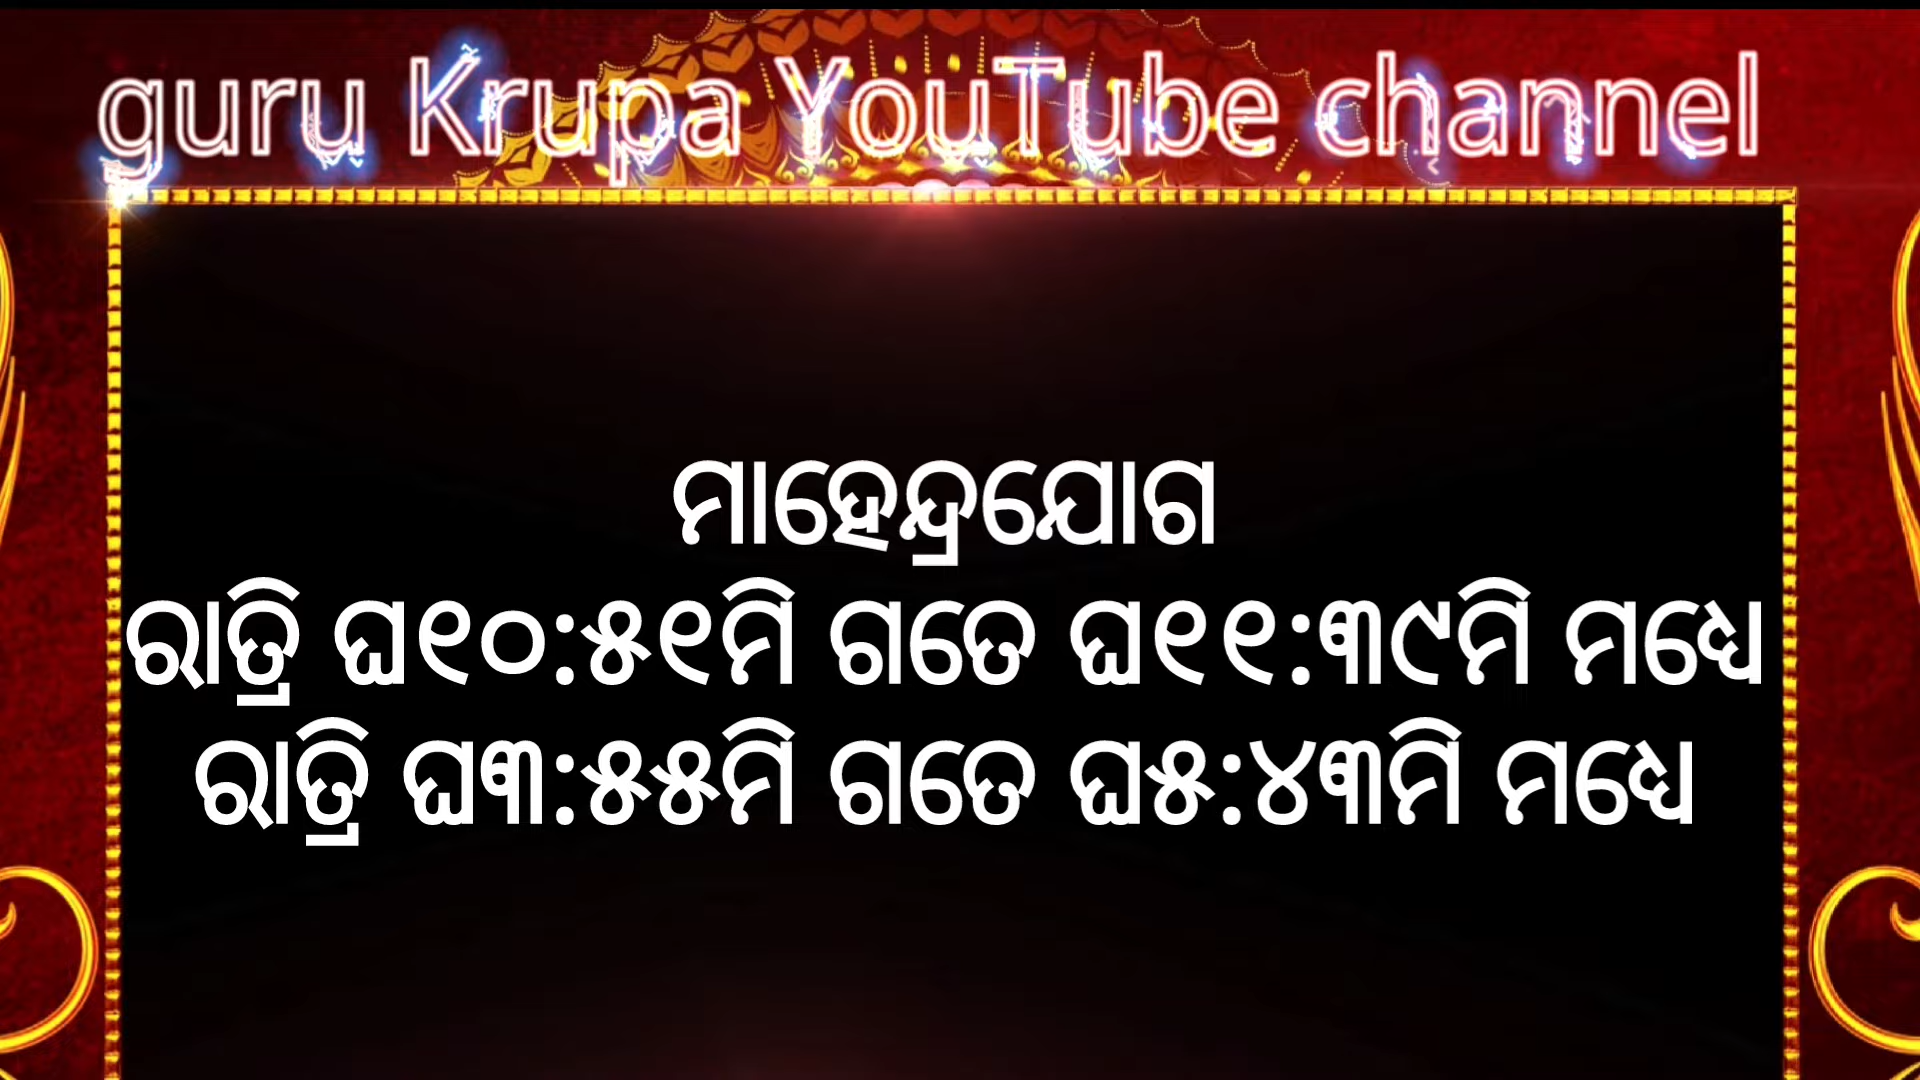 guru Krupa YouTube channel
ମାହେନ୍ଦ୍ରଯୋଗ
ରାତ୍ରି ଘ୧୦:୫୧ମି ଗତେ ଘ୧୧:୩୯ମି ମଧ୍ୟେ
ରାତ୍ରି ଘ୩:୫୫ମି ଗତେ ଘ୫:୪୩ମି ମଧ୍ୟେ